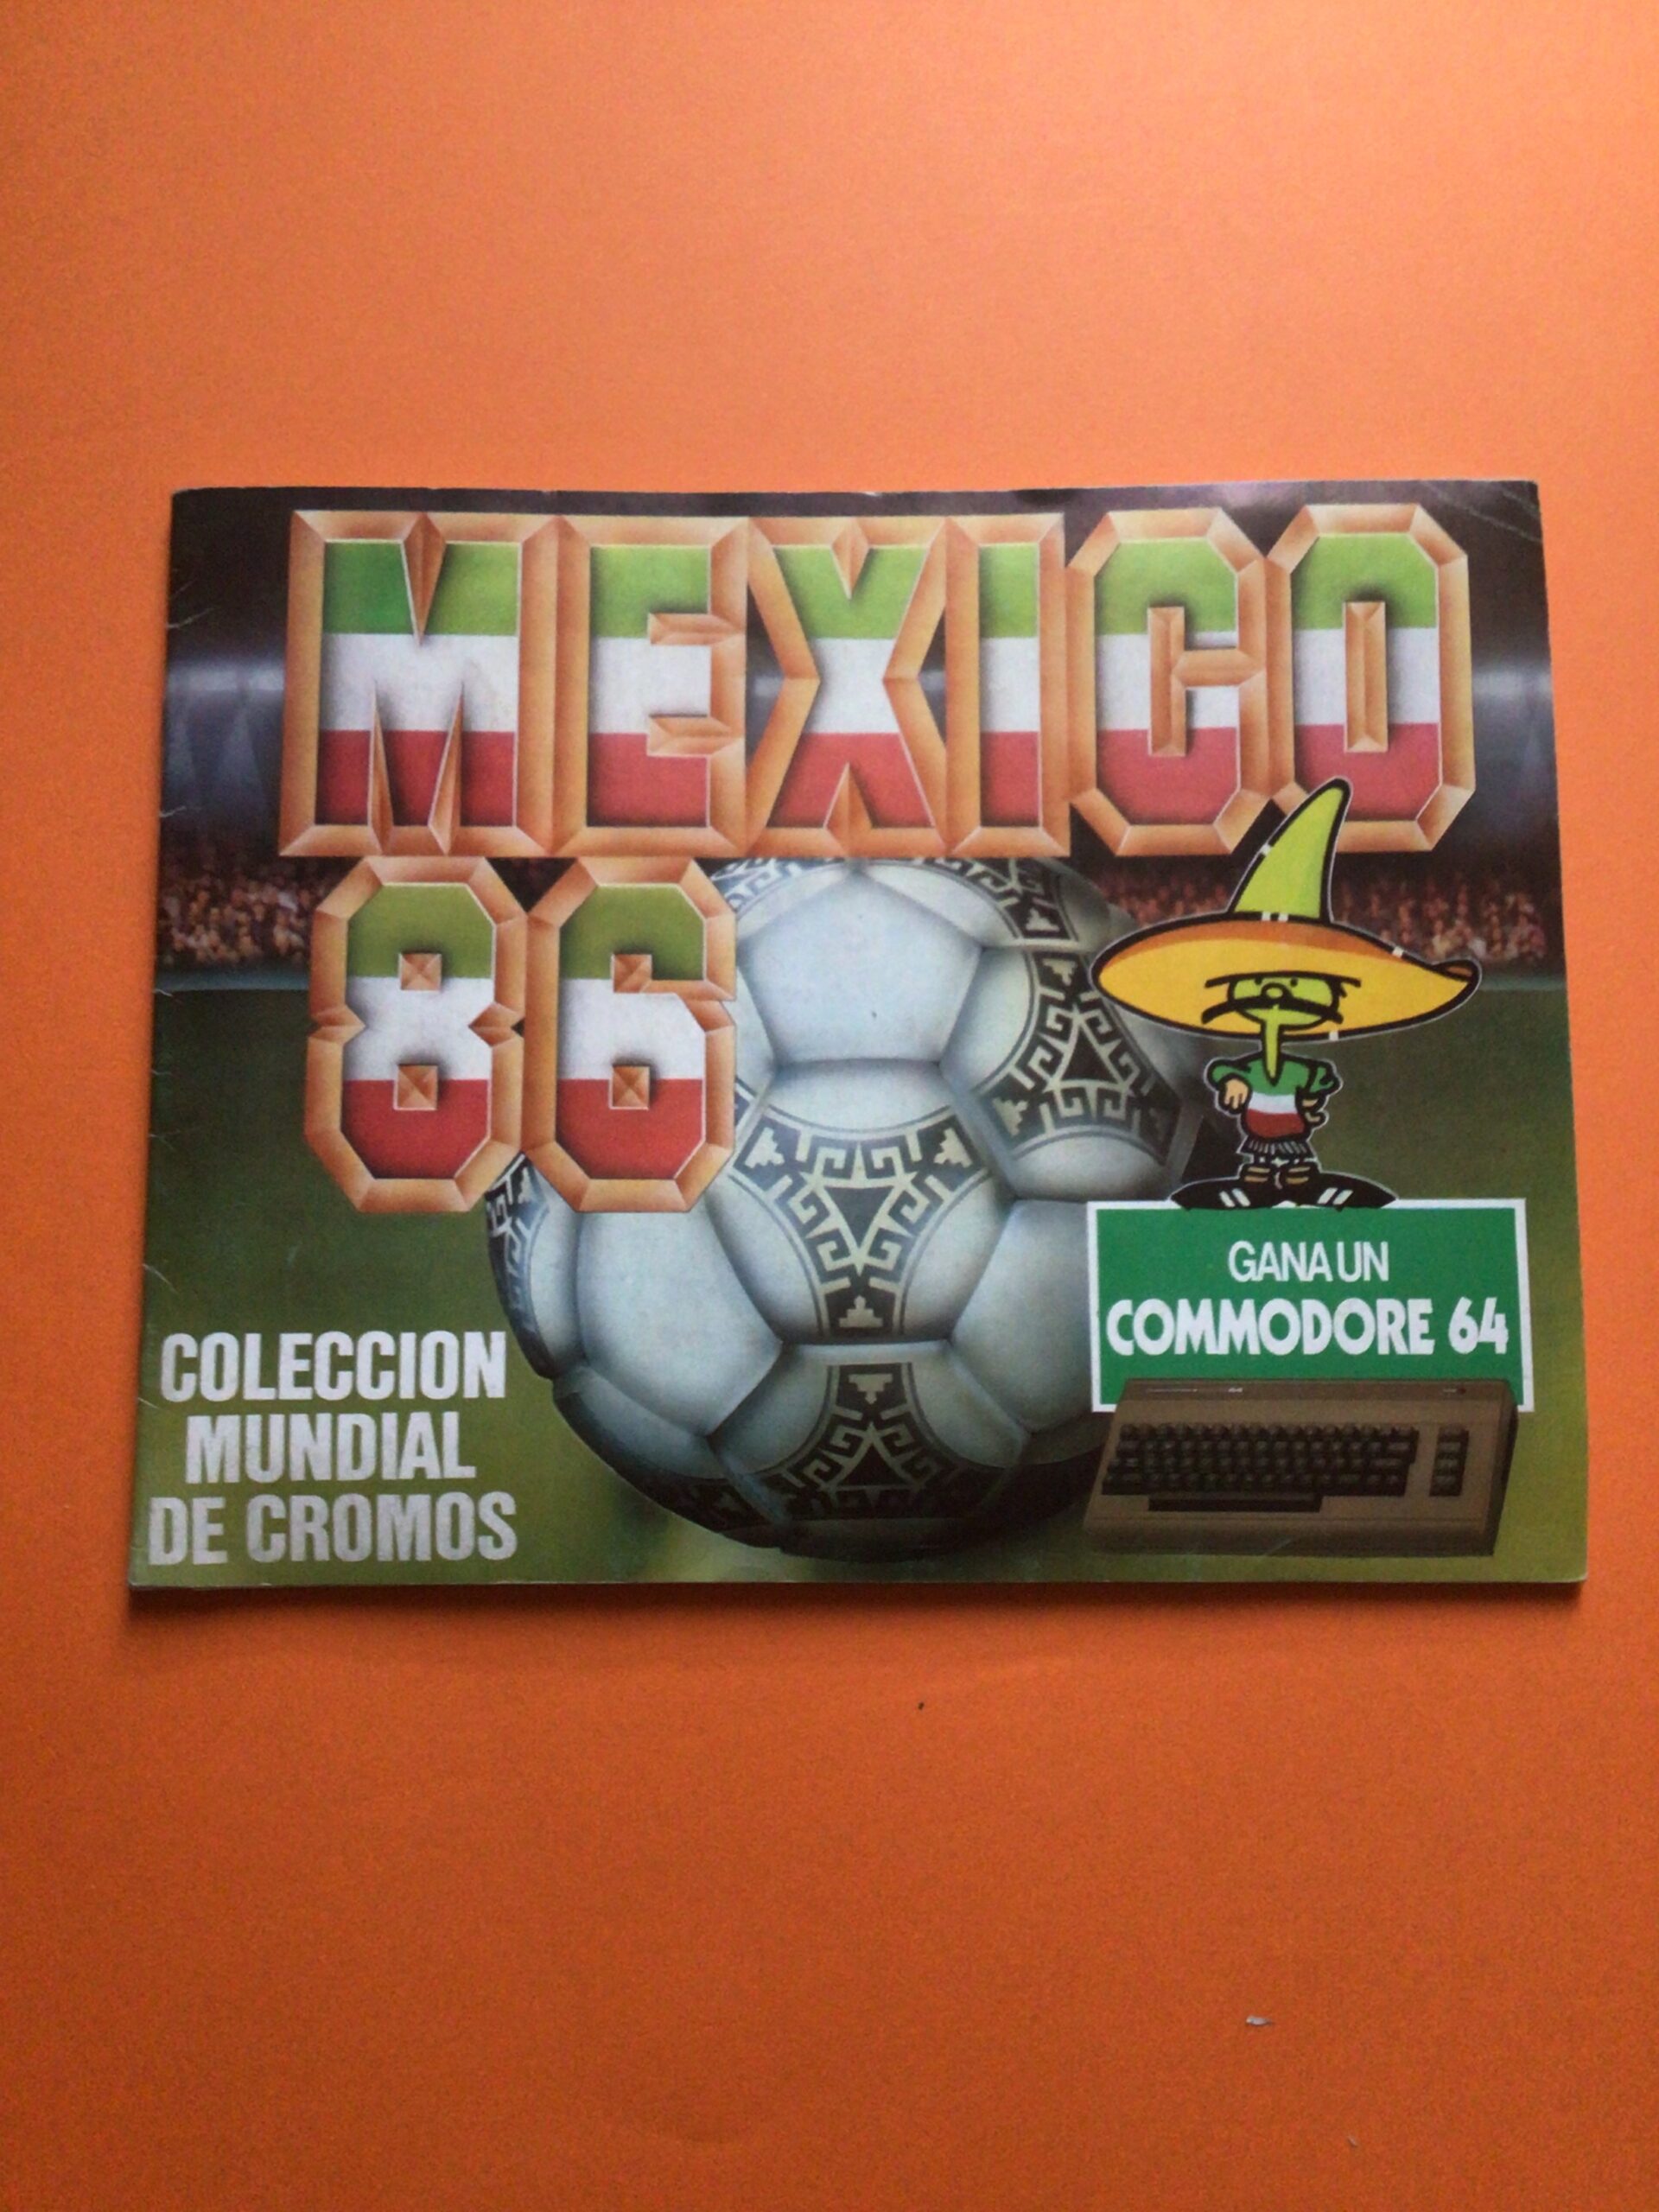 MEXICO
86
GANA UN
COMMODORE 64
COLECCION
MUNDIAL
DE CROMOS